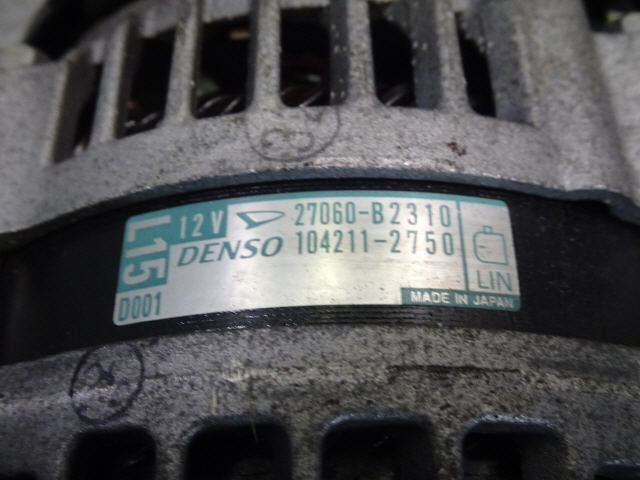 L15
12V 27060-B2310
DENSO 104211-2750
LIN
D001
MADE IN JAPAN